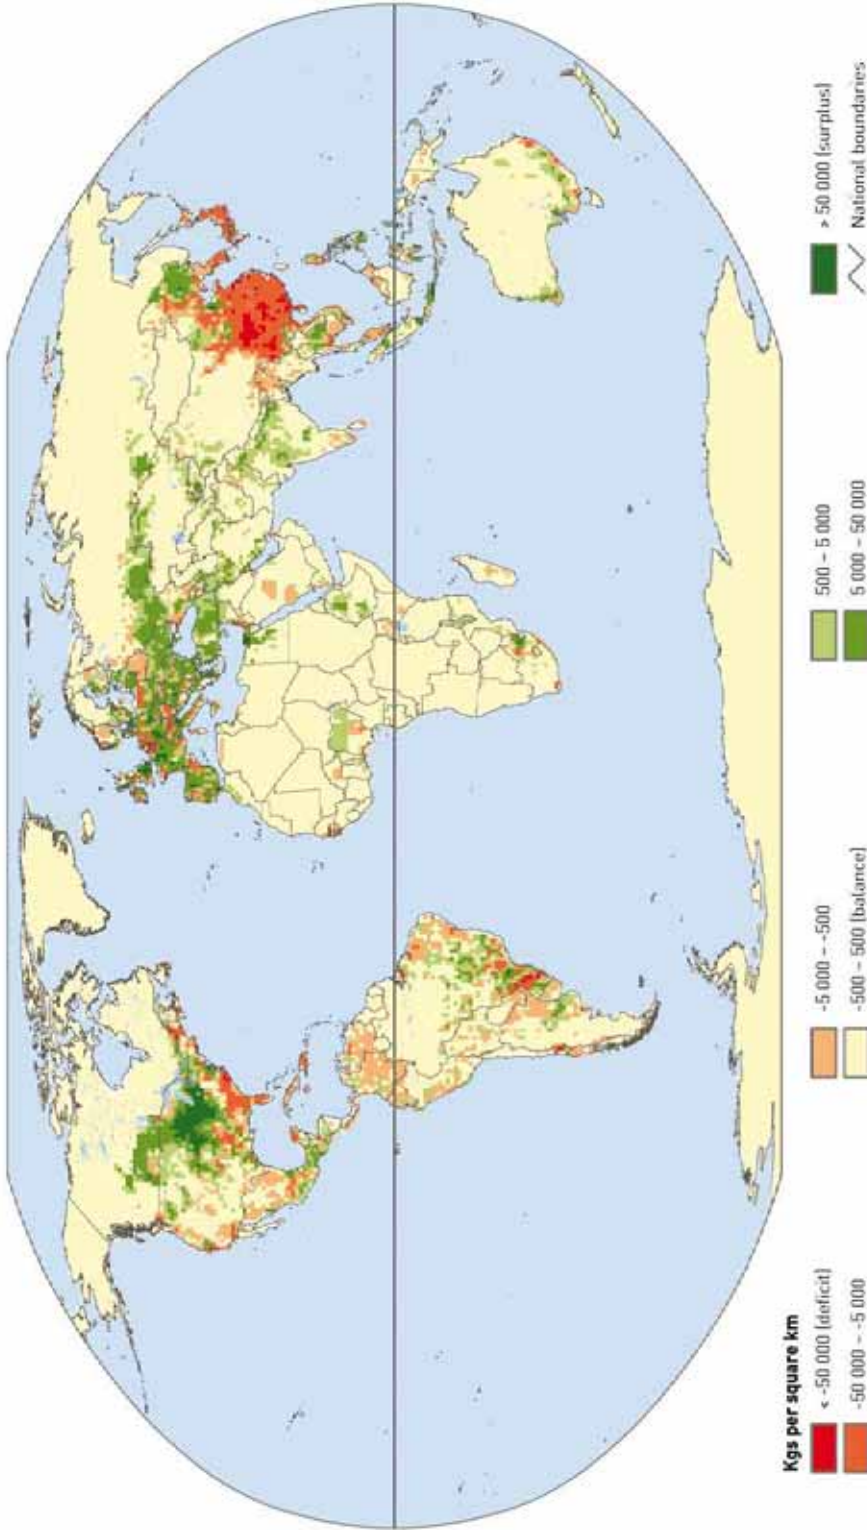 Kgs per square km
< -50 000 (deficit)
-50 000 – -5 000
-5 000 – -500
-500 – 500 (balance)
500 – 5 000
5 000 – 50 000
> 50 000 (surplus)
National boundaries